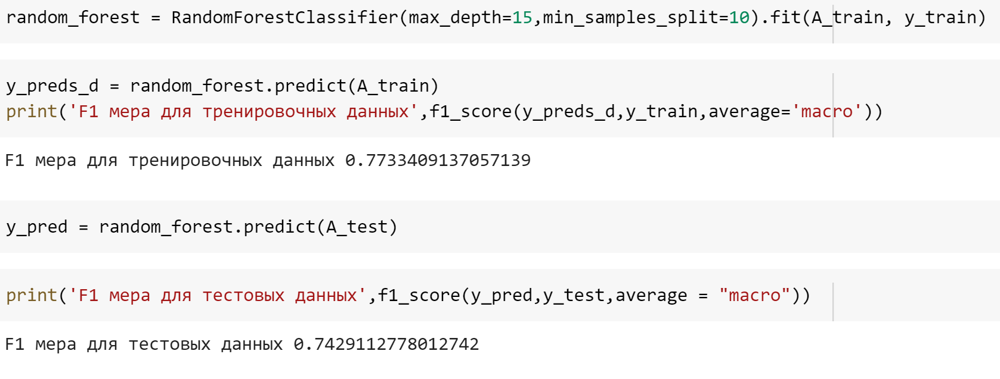 random_forest = RandomForestClassifier(max_depth=15,min_samples_split=10).fit(A_train, y_train)
y_preds_d = random_forest.predict(A_train)
print('F1 мера для тренировочных данных',f1_score(y_preds_d,y_train,average='macro'))
F1 мера для тренировочных данных 0.7733409137057139
y_pred = random_forest.predict(A_test)
print('F1 мера для тестовых данных',f1_score(y_pred,y_test,average = "macro"))
F1 мера для тестовых данных 0.7429112778012742